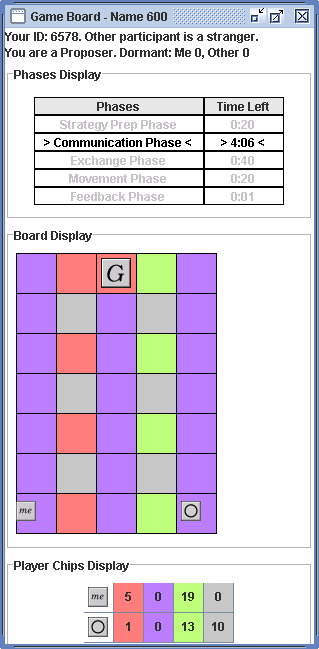 Game Board - Name 600
Your ID: 6578. Other participant is a stranger.
You are a Proposer. Dormant: Me 0, Other 0
Phases Display
Phases Time Left
Strategy Prep Phase 0:20
> Communication Phase < > 4:06 <
Exchange Phase 0:40
Movement Phase 0:20
Feedback Phase 0:01
Board Display
G
me
Player Chips Display
me 5 0 19 0
1 0 13 10